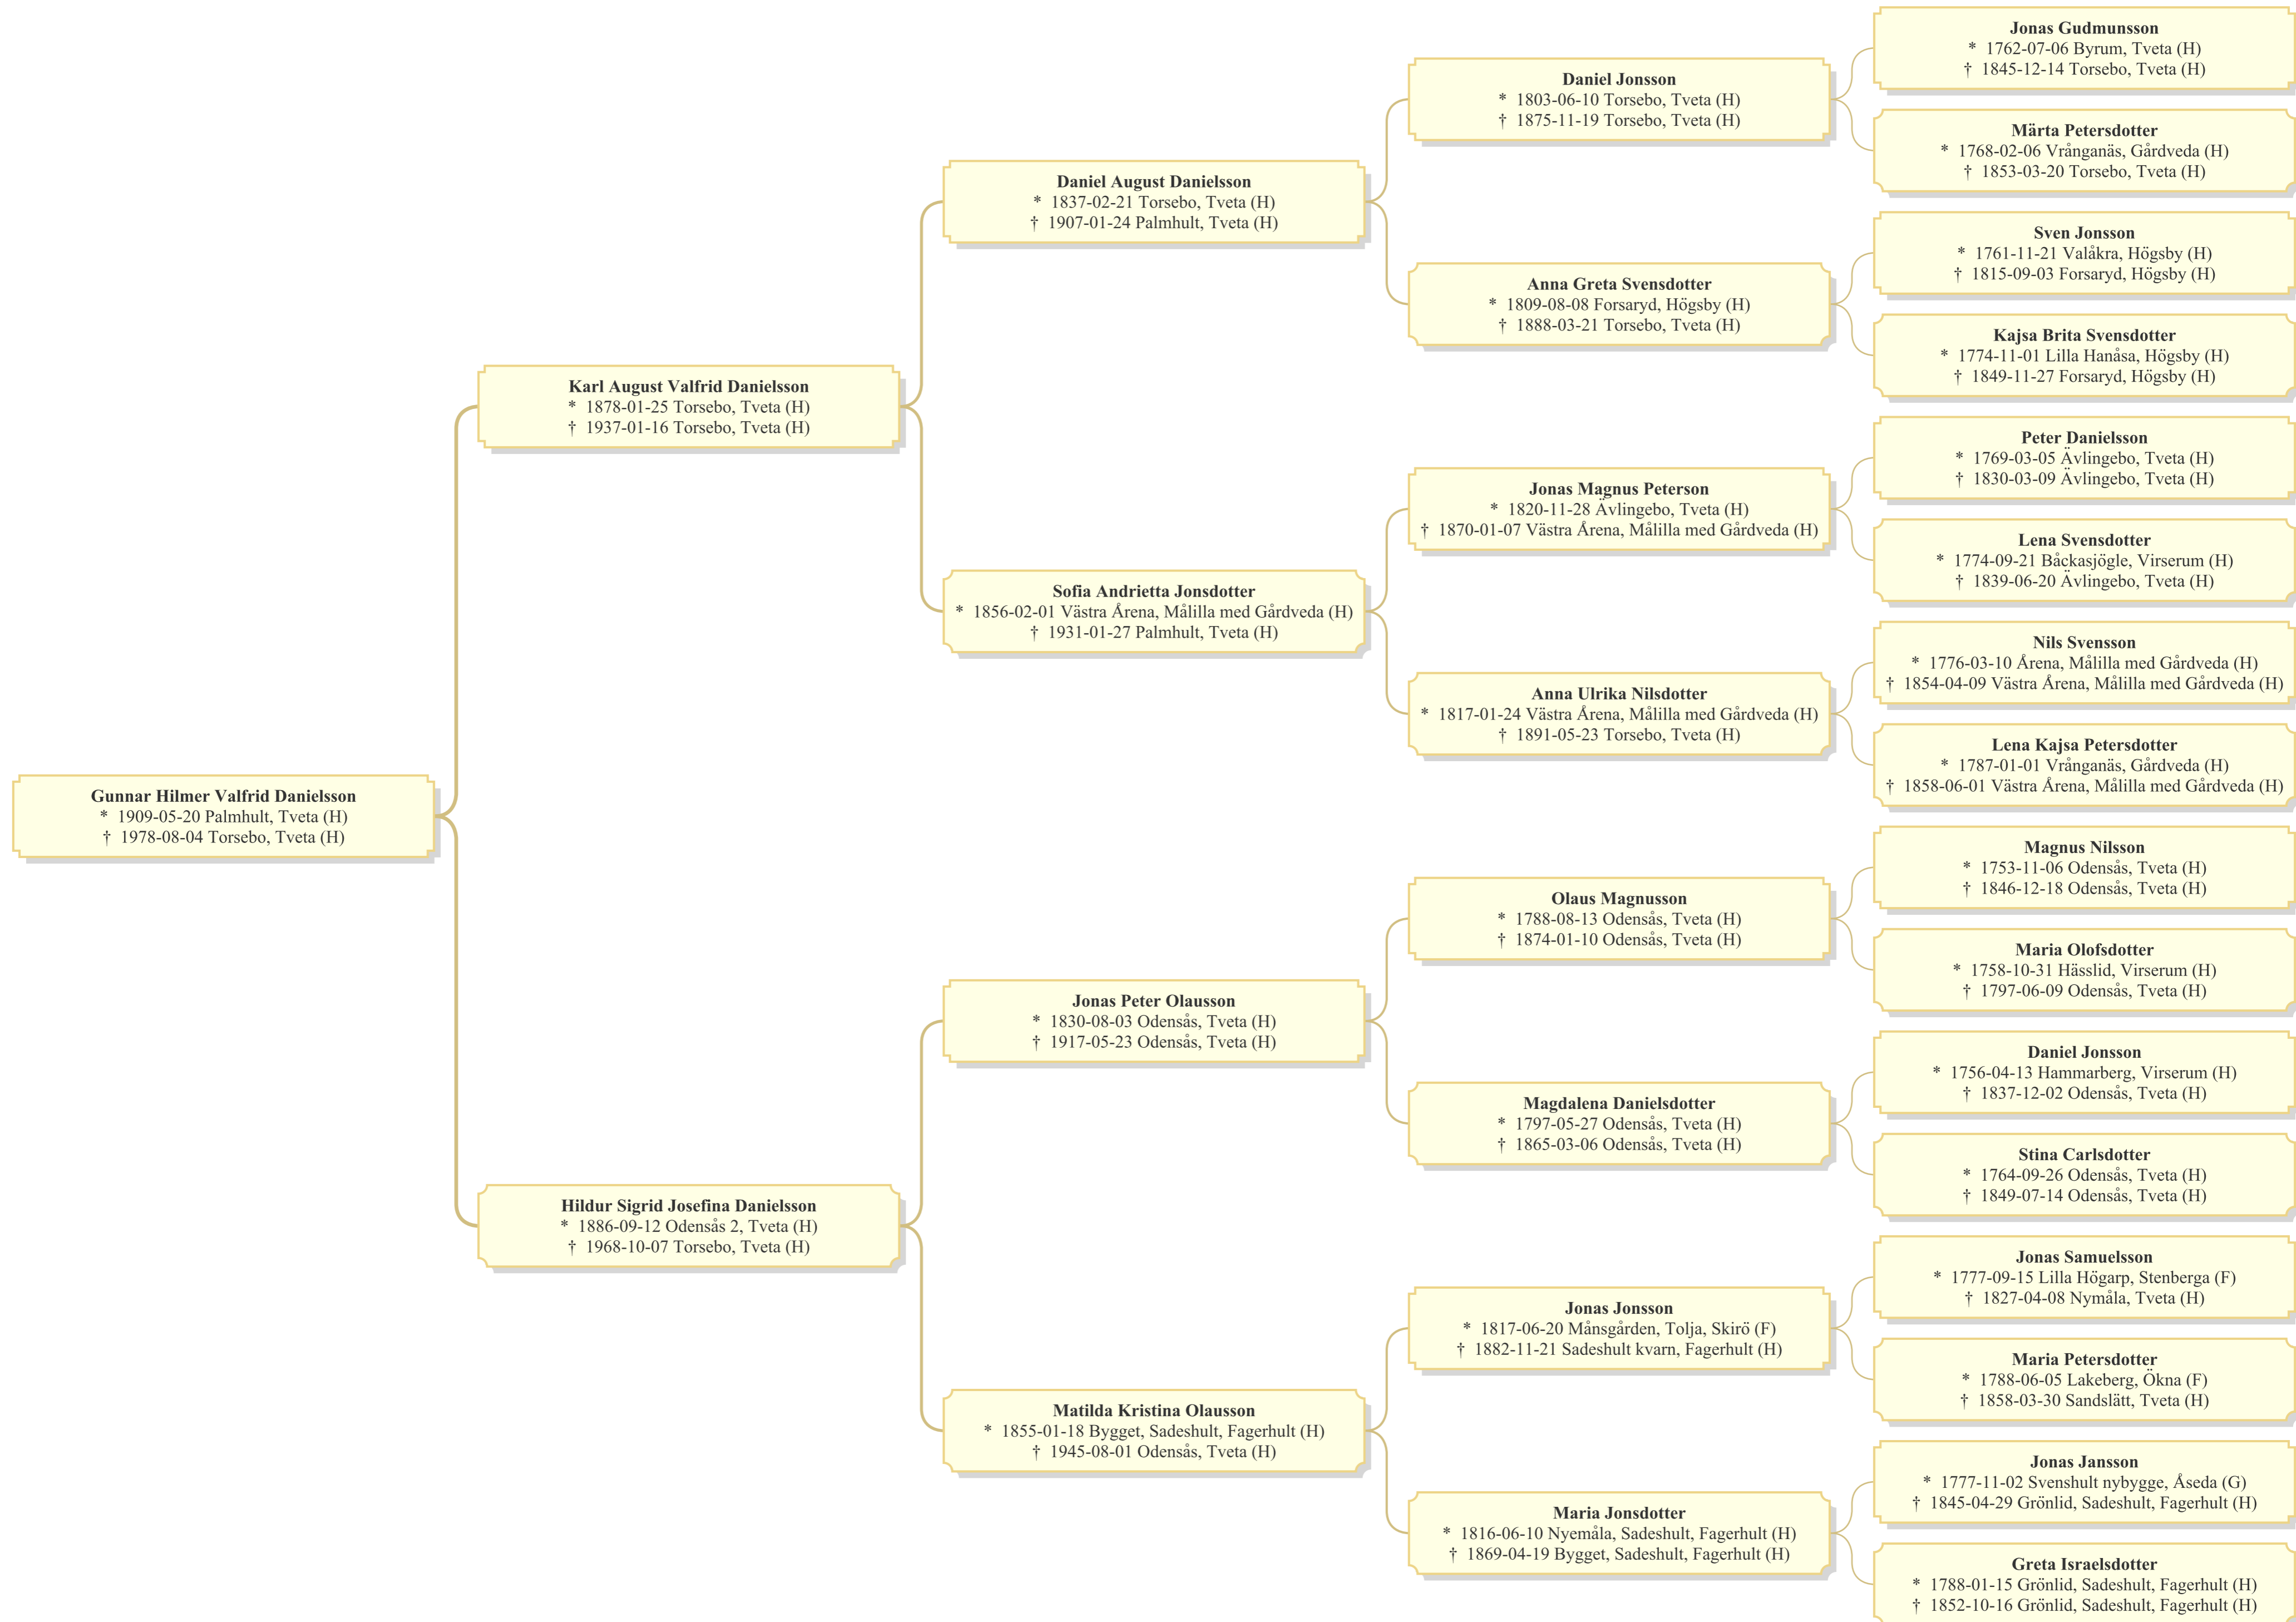 Gunnar Hilmer Valfrid Danielsson
* 1909-05-20 Palmhult, Tveta (H)
† 1978-08-04 Torsebo, Tveta (H)
Karl August Valfrid Danielsson
* 1878-01-25 Torsebo, Tveta (H)
† 1937-01-16 Torsebo, Tveta (H)
Hildur Sigrid Josefina Danielsson
* 1886-09-12 Odensås 2, Tveta (H)
† 1968-10-07 Torsebo, Tveta (H)
Daniel August Danielsson
* 1837-02-21 Torsebo, Tveta (H)
† 1907-01-24 Palmhult, Tveta (H)
Sofia Andrietta Jonsdotter
* 1856-02-01 Västra Årena, Målilla med Gårdveda (H)
† 1931-01-27 Palmhult, Tveta (H)
Jonas Peter Olausson
* 1830-08-03 Odensås, Tveta (H)
† 1917-05-23 Odensås, Tveta (H)
Matilda Kristina Olausson
* 1855-01-18 Bygget, Sadeshult, Fagerhult (H)
† 1945-08-01 Odensås, Tveta (H)
Daniel Jonsson
* 1803-06-10 Torsebo, Tveta (H)
† 1875-11-19 Torsebo, Tveta (H)
Anna Greta Svensdotter
* 1809-08-08 Forsaryd, Högsby (H)
† 1888-03-21 Torsebo, Tveta (H)
Jonas Magnus Peterson
* 1820-11-28 Ävlingebo, Tveta (H)
† 1870-01-07 Västra Årena, Målilla med Gårdveda (H)
Anna Ulrika Nilsdotter
* 1817-01-24 Västra Årena, Målilla med Gårdveda (H)
† 1891-05-23 Torsebo, Tveta (H)
Olaus Magnusson
* 1788-08-13 Odensås, Tveta (H)
† 1874-01-10 Odensås, Tveta (H)
Magdalena Danielsdotter
* 1797-05-27 Odensås, Tveta (H)
† 1865-03-06 Odensås, Tveta (H)
Jonas Jonsson
* 1817-06-20 Månsgården, Tolja, Skirö (F)
† 1882-11-21 Sadeshult kvarn, Fagerhult (H)
Maria Jonsdotter
* 1816-06-10 Nyemåla, Sadeshult, Fagerhult (H)
† 1869-04-19 Bygget, Sadeshult, Fagerhult (H)
Jonas Gudmunsson
* 1762-07-06 Byrum, Tveta (H)
† 1845-12-14 Torsebo, Tveta (H)
Märta Petersdotter
* 1768-02-06 Vrånganäs, Gårdveda (H)
† 1853-03-20 Torsebo, Tveta (H)
Sven Jonsson
* 1761-11-21 Valåkra, Högsby (H)
† 1815-09-03 Forsaryd, Högsby (H)
Kajsa Brita Svensdotter
* 1774-11-01 Lilla Hanåsa, Högsby (H)
† 1849-11-27 Forsaryd, Högsby (H)
Peter Danielsson
* 1769-03-05 Ävlingebo, Tveta (H)
† 1830-03-09 Ävlingebo, Tveta (H)
Lena Svensdotter
* 1774-09-21 Båckasjögle, Virserum (H)
† 1839-06-20 Ävlingebo, Tveta (H)
Nils Svensson
* 1776-03-10 Årena, Målilla med Gårdveda (H)
† 1854-04-09 Västra Årena, Målilla med Gårdveda (H)
Lena Kajsa Petersdotter
* 1787-01-01 Vrånganäs, Gårdveda (H)
† 1858-06-01 Västra Årena, Målilla med Gårdveda (H)
Magnus Nilsson
* 1753-11-06 Odensås, Tveta (H)
† 1846-12-18 Odensås, Tveta (H)
Maria Olofsdotter
* 1758-10-31 Hässlid, Virserum (H)
† 1797-06-09 Odensås, Tveta (H)
Daniel Jonsson
* 1756-04-13 Hammarberg, Virserum (H)
† 1837-12-02 Odensås, Tveta (H)
Stina Carlsdotter
* 1764-09-26 Odensås, Tveta (H)
† 1849-07-14 Odensås, Tveta (H)
Jonas Samuelsson
* 1777-09-15 Lilla Högarp, Stenberga (F)
† 1827-04-08 Nymåla, Tveta (H)
Maria Petersdotter
* 1788-06-05 Lakeberg, Ökna (F)
† 1858-03-30 Sandslätt, Tveta (H)
Jonas Jansson
* 1777-11-02 Svenshult nybygge, Åseda (G)
† 1845-04-29 Grönlid, Sadeshult, Fagerhult (H)
Greta Israelsdotter
* 1788-01-15 Grönlid, Sadeshult, Fagerhult (H)
† 1852-10-16 Grönlid, Sadeshult, Fagerhult (H)